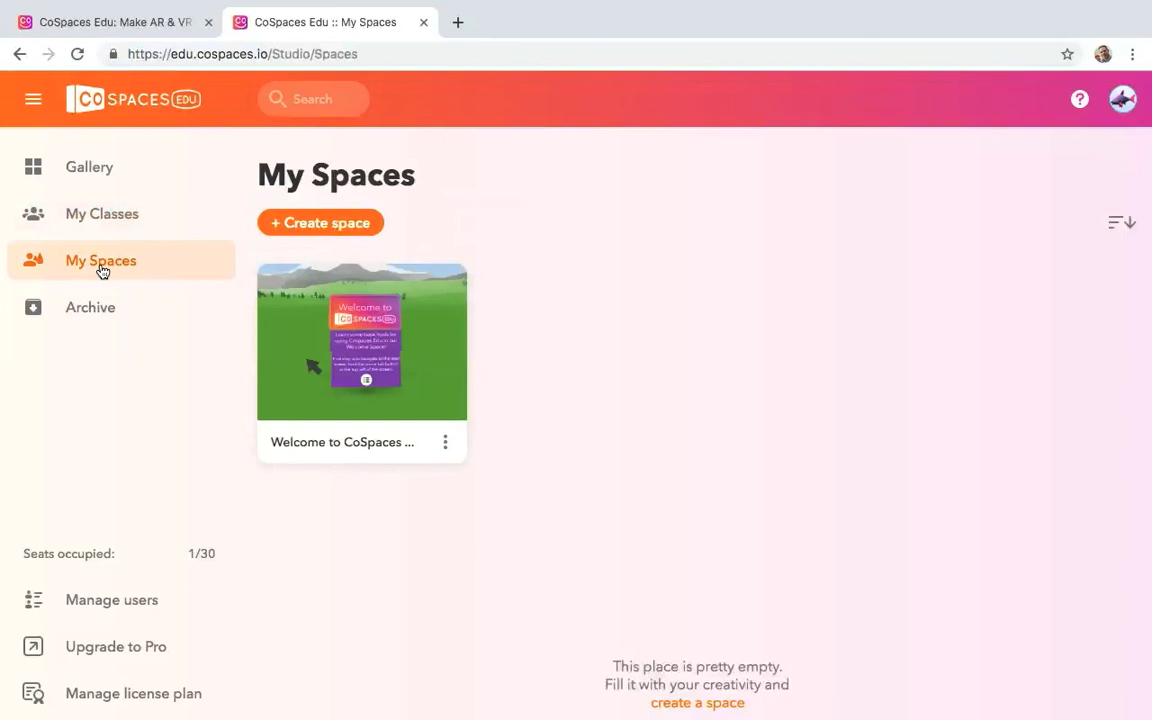 CoSpaces Edu: Make AR & VR
CoSpaces Edu :: My Spaces
https://edu.cospaces.io/Studio/Spaces
CO SPACES EDU
Search
Gallery
My Classes
My Spaces
Archive
Seats occupied: 1/30
Manage users
Upgrade to Pro
Manage license plan
My Spaces
+ Create space
Welcome to
CO SPACES EDU
Welcome to CoSpaces ...
This place is pretty empty.
Fill it with your creativity and
create a space